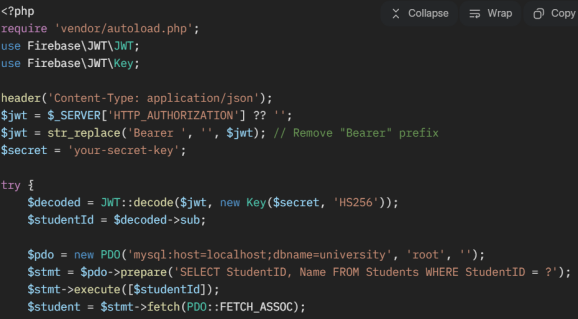 Collapse Wrap Copy
<?php
require 'vendor/autoload.php';
use Firebase\JWT\JWT;
use Firebase\JWT\Key;

header('Content-Type: application/json');
$jwt = $_SERVER['HTTP_AUTHORIZATION'] ?? '';
$jwt = str_replace('Bearer ', '', $jwt); // Remove "Bearer" prefix
$secret = 'your-secret-key';

try {
    $decoded = JWT::decode($jwt, new Key($secret, 'HS256'));
    $studentId = $decoded->sub;

    $pdo = new PDO('mysql:host=localhost;dbname=university', 'root', '');
    $stmt = $pdo->prepare('SELECT StudentID, Name FROM Students WHERE StudentID = ?');
    $stmt->execute([$studentId]);
    $student = $stmt->fetch(PDO::FETCH_ASSOC);